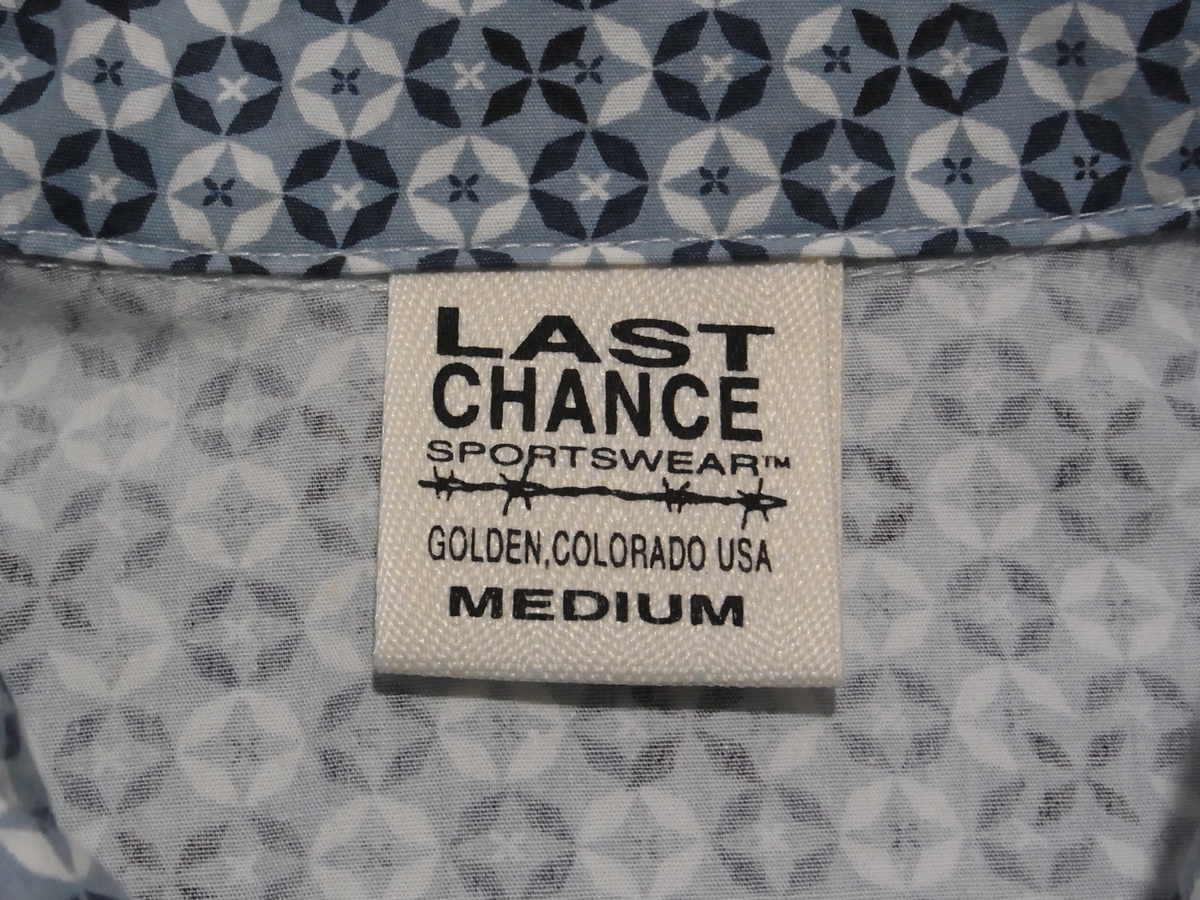 LAST
CHANCE
SPORTSWEAR™
GOLDEN, COLORADO USA
MEDIUM